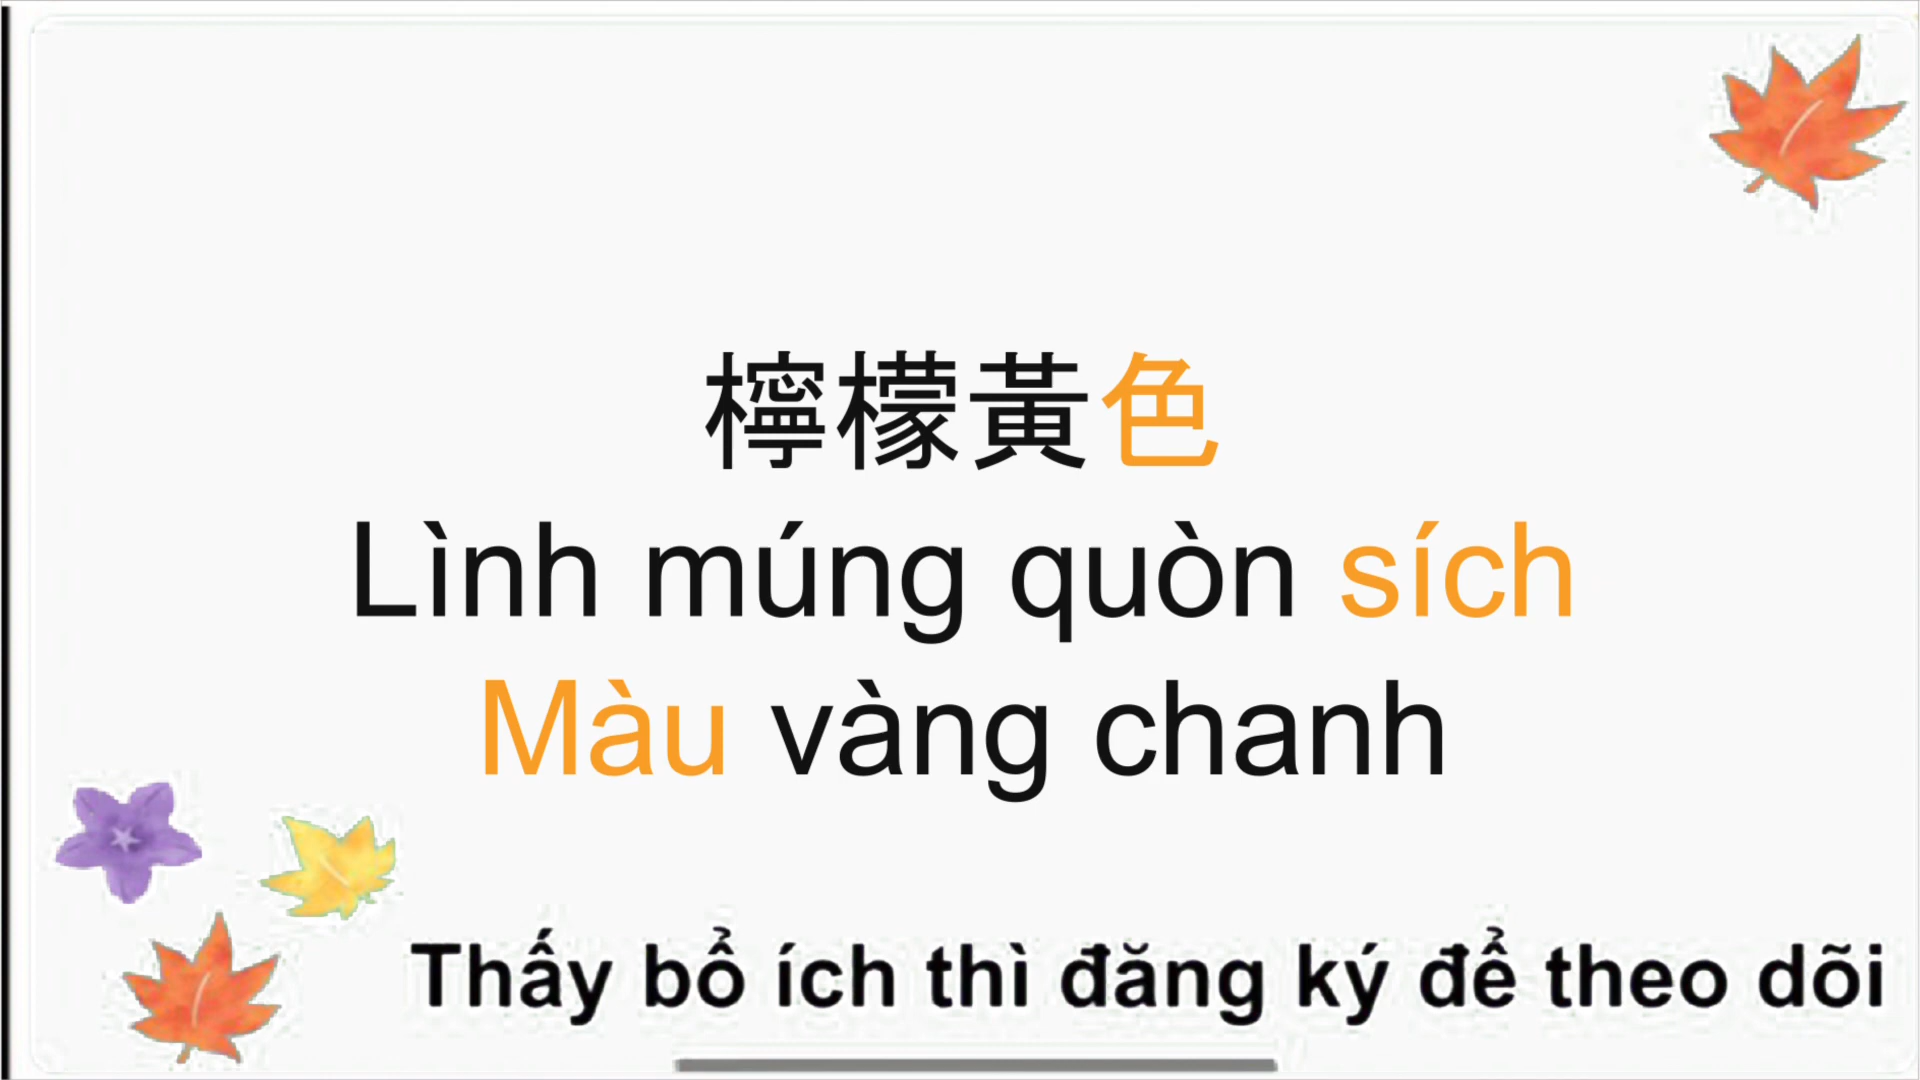 檸檬黃色
Lình múng quòn sích
Màu vàng chanh
Thấy bổ ích thì đăng ký để theo dõi